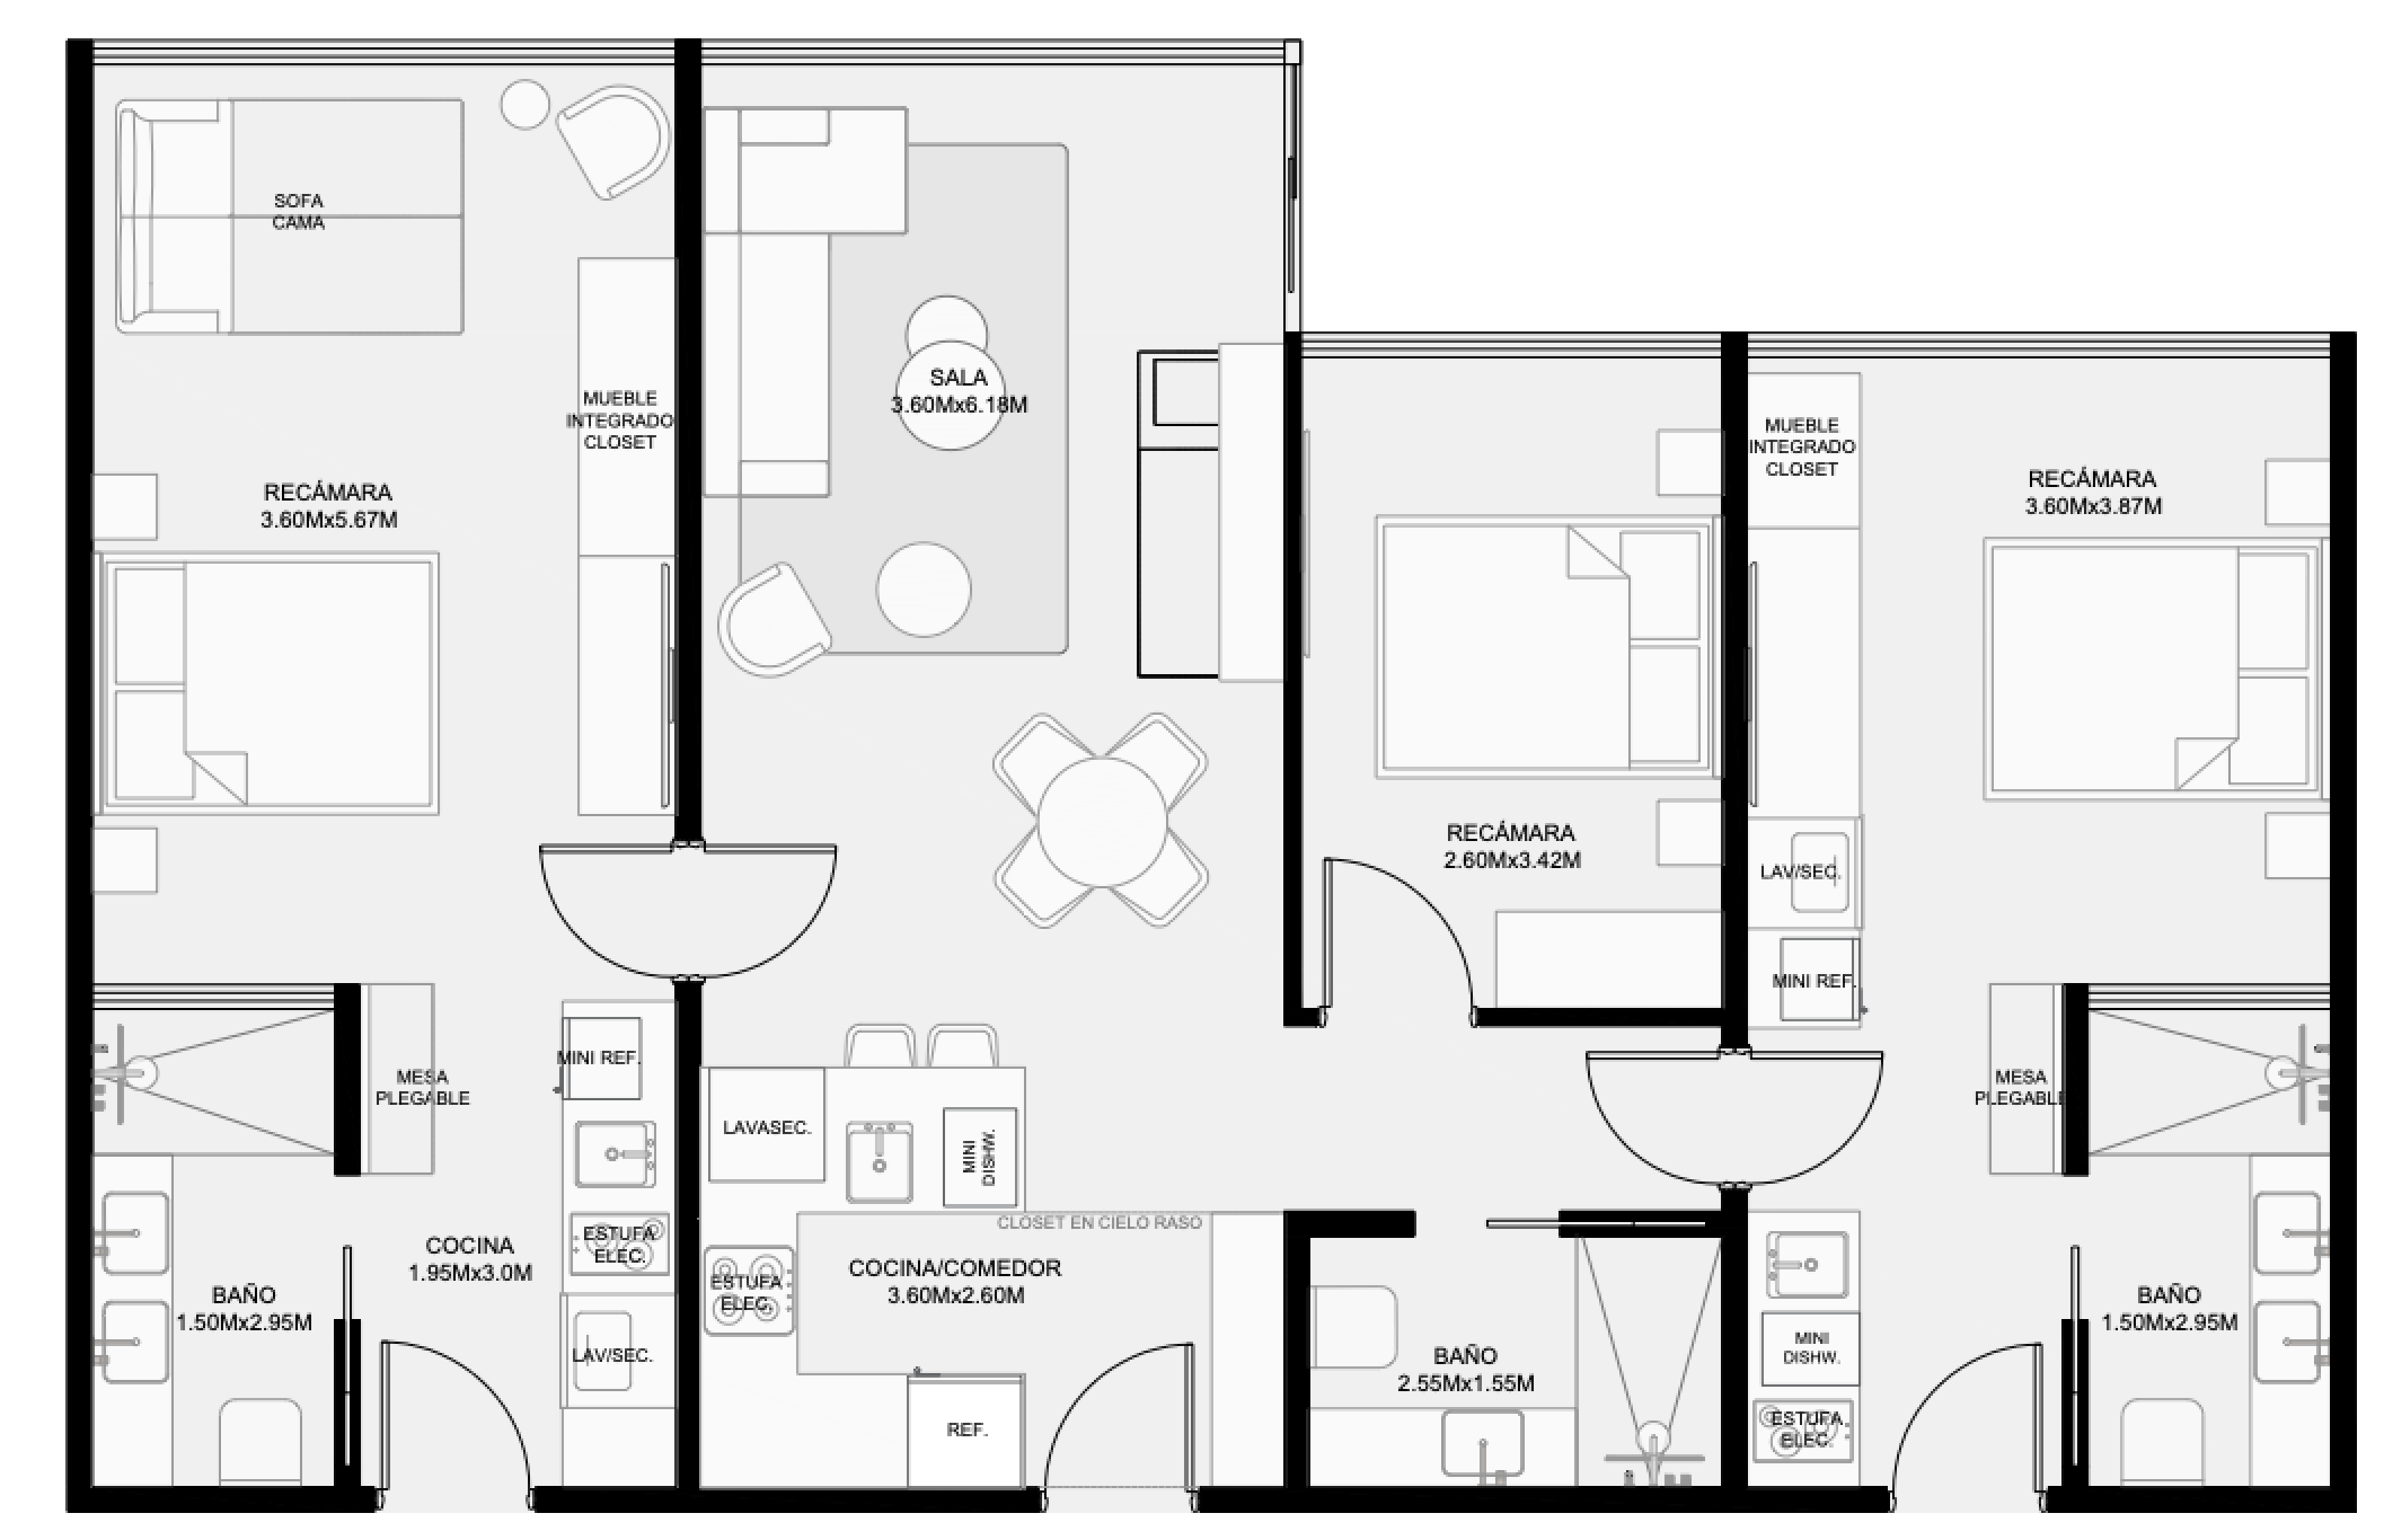 SOFA
CAMA
MUEBLE
INTEGRADO
CLOSET
RECÁMARA
3.60Mx5.67M
MINI REF.
MESA
PLEGABLE
ESTUFA
ELEC.
COCINA
1.95Mx3.0M
BAÑO
1.50Mx2.95M
LAV/SEC.
SALA
3.60Mx6.18M
LAVASEC.
MINI
DISHW.
CLOSET EN CIELO RASO
ESTUFA
ELEC.
COCINA/COMEDOR
3.60Mx2.60M
REF.
RECÁMARA
2.60Mx3.42M
BAÑO
2.55Mx1.55M
MUEBLE
INTEGRADO
CLOSET
RECÁMARA
3.60Mx3.87M
LAV/SEC.
MINI REF.
MESA
PLEGABLE
BAÑO
1.50Mx2.95M
MINI
DISHW.
ESTUFA
ELEC.